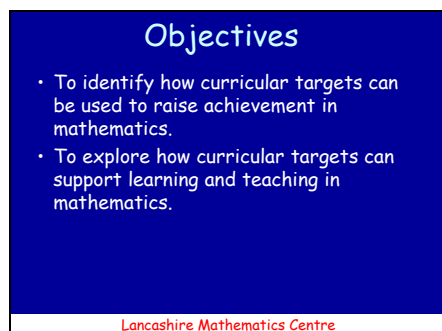 Objectives
• To identify how curricular targets can
be used to raise achievement in
mathematics.
• To explore how curricular targets can
support learning and teaching in
mathematics.
Lancashire Mathematics Centre